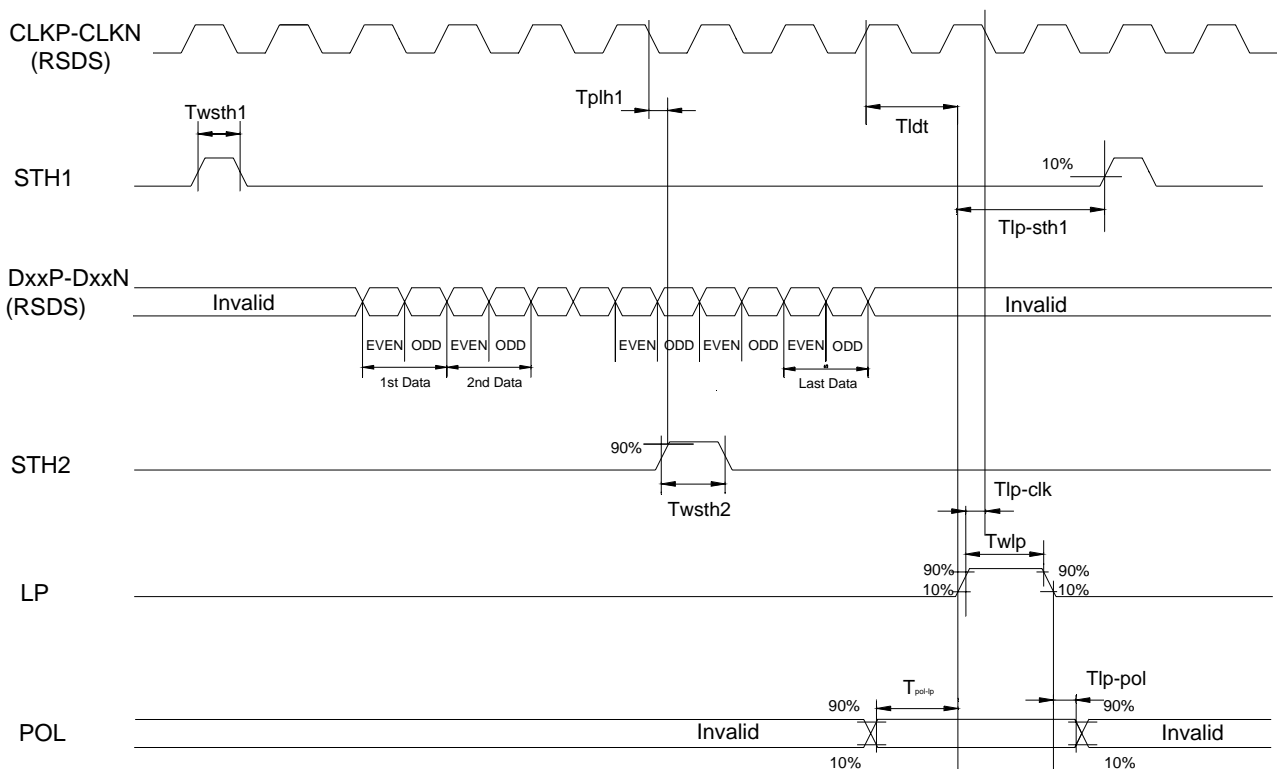 CLKP-CLKN
(RSDS)
Twsth1
Tplh1
Tldt
STH1
10%
Tlp-sth1
DxxP-DxxN
(RSDS)
Invalid
Invalid
EVEN ODD EVEN ODD
EVEN ODD EVEN ODD EVEN ODD
1st Data
2nd Data
Last Data
90%
STH2
Twsth2
Tlp-clk
Twlp
90%
90%
LP
10%
10%
Tpol-lp
Tlp-pol
90%
90%
POL
Invalid
Invalid
10%
10%